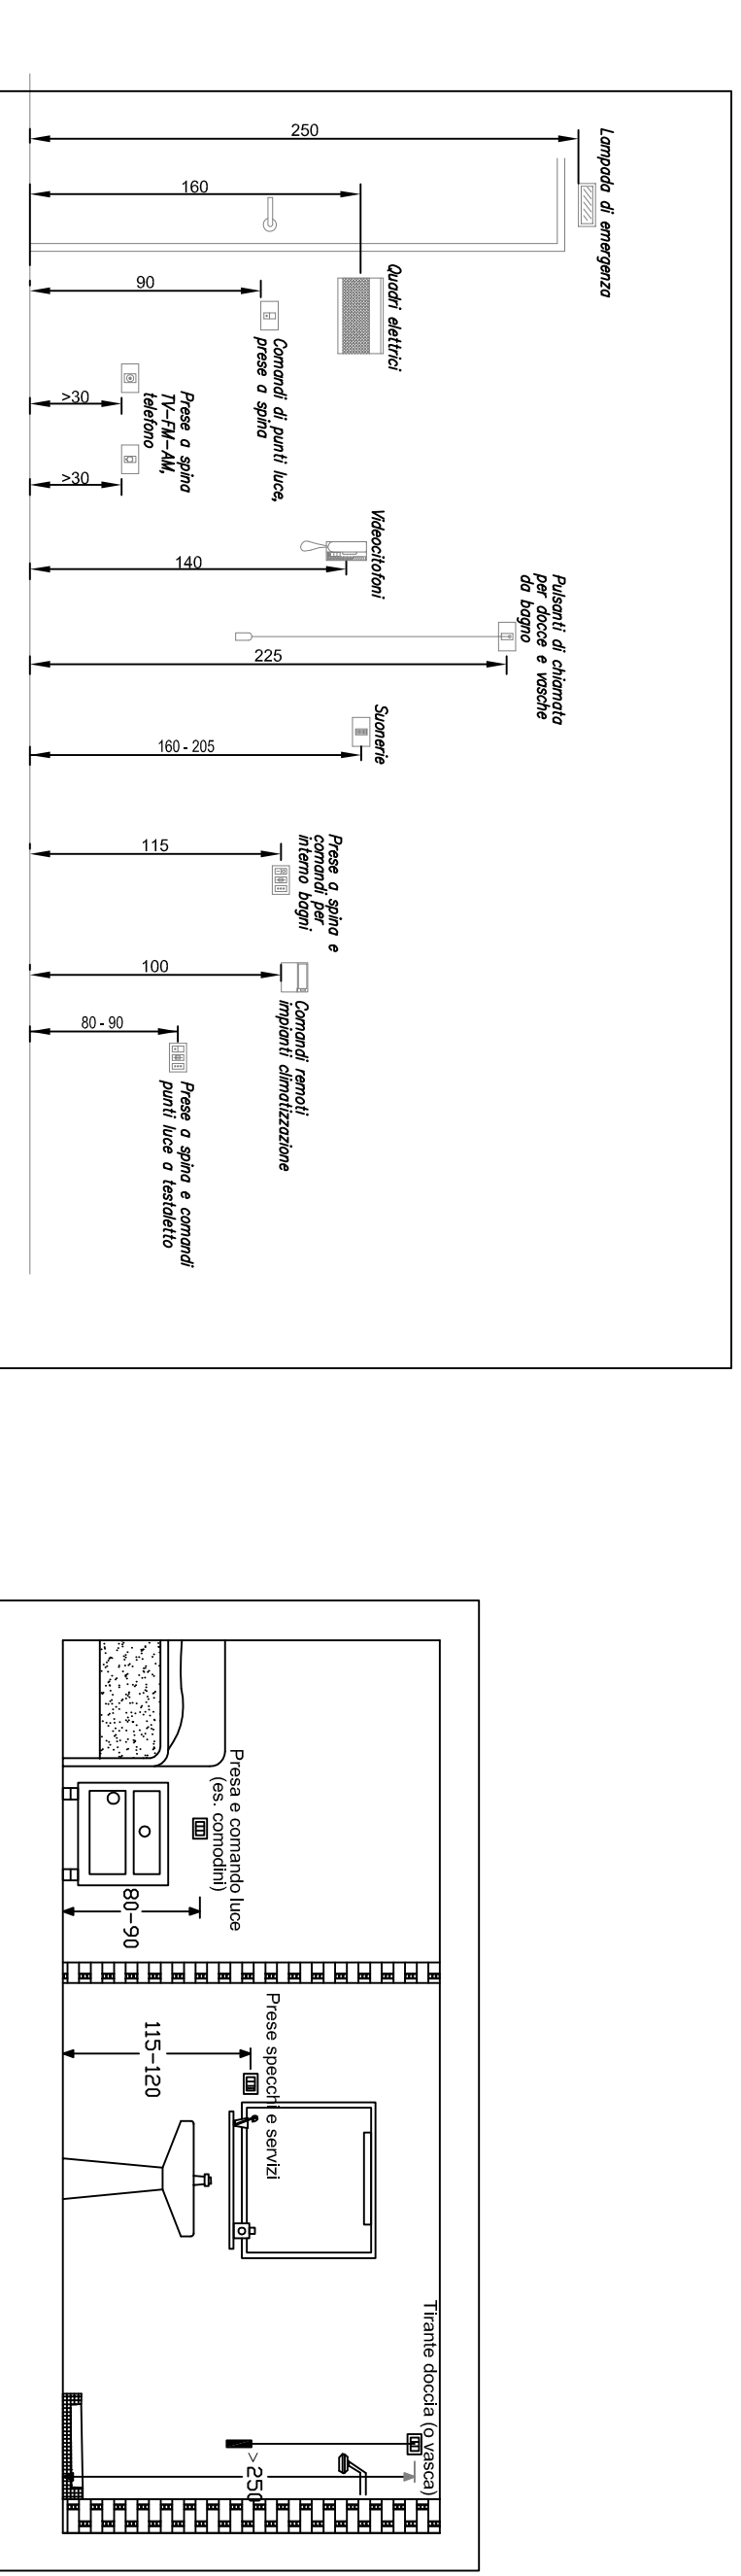 Lampada di emergenza
250
160
Quadri elettrici
90
Comandi di punti luce,
prese a spina
>30
Prese a spina
TV-FM-AM,
telefono
>30
Videocitofoni
140
Pulsanti di chiamata
per docce e vasche
da bagno
225
Suonerie
160 - 205
Prese a spina e
comandi per
interno bagni
115
100
Comandi remoti
impianti climatizzazione
80 - 90
Prese a spina e comandi
punti luce a testaletto
Presa e comando luce
(es. comodini)
80-90
Prese specchi e servizi
115-120
Tirante doccia (o vasca)
>250